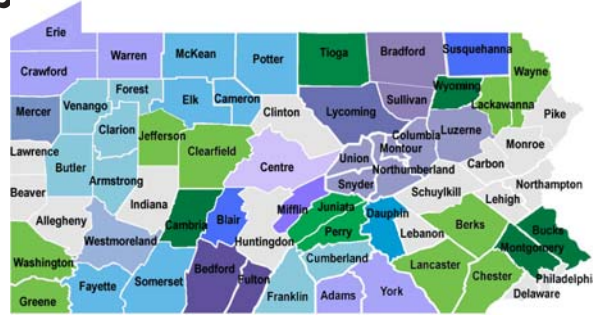 Erie
Warren
McKean
Potter
Tioga
Bradford
Susquehanna
Wayne
Crawford
Forest
Elk
Cameron
Wyoming
Lackawanna
Sullivan
Pike
Mercer
Venango
Clinton
Lycoming
Clarion
Jefferson
Clearfield
Columbia
Luzerne
Montour
Monroe
Lawrence
Butler
Centre
Union
Northumberland
Carbon
Armstrong
Snyder
Beaver
Indiana
Mifflin
Juniata
Schuylkill
Northampton
Lehigh
Allegheny
Cambria
Blair
Dauphin
Westmoreland
Huntingdon
Perry
Lebanon
Berks
Bucks
Montgomery
Washington
Cumberland
Lancaster
Bedford
Fulton
Somerset
Fayette
Chester
Philadelphi
Greene
Franklin
Adams
York
Delaware